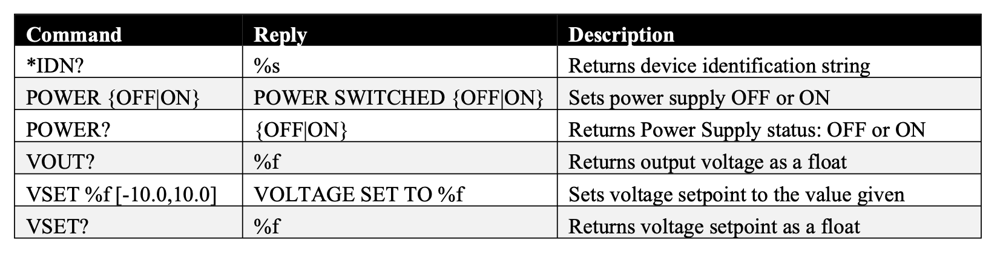 Command Reply Description
*IDN? %s Returns device identification string
POWER {OFF|ON} POWER SWITCHED {OFF|ON} Sets power supply OFF or ON
POWER? {OFF|ON} Returns Power Supply status: OFF or ON
VOUT? %f Returns output voltage as a float
VSET %f [-10.0,10.0] VOLTAGE SET TO %f Sets voltage setpoint to the value given
VSET? %f Returns voltage setpoint as a float